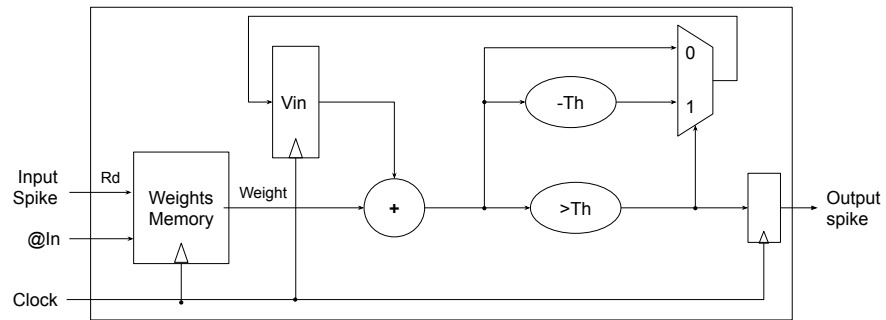 0
Vin
-Th
1
Input
Spike
Rd
Weights
Memory
Weight
+
>Th
Output
spike
@In
Clock